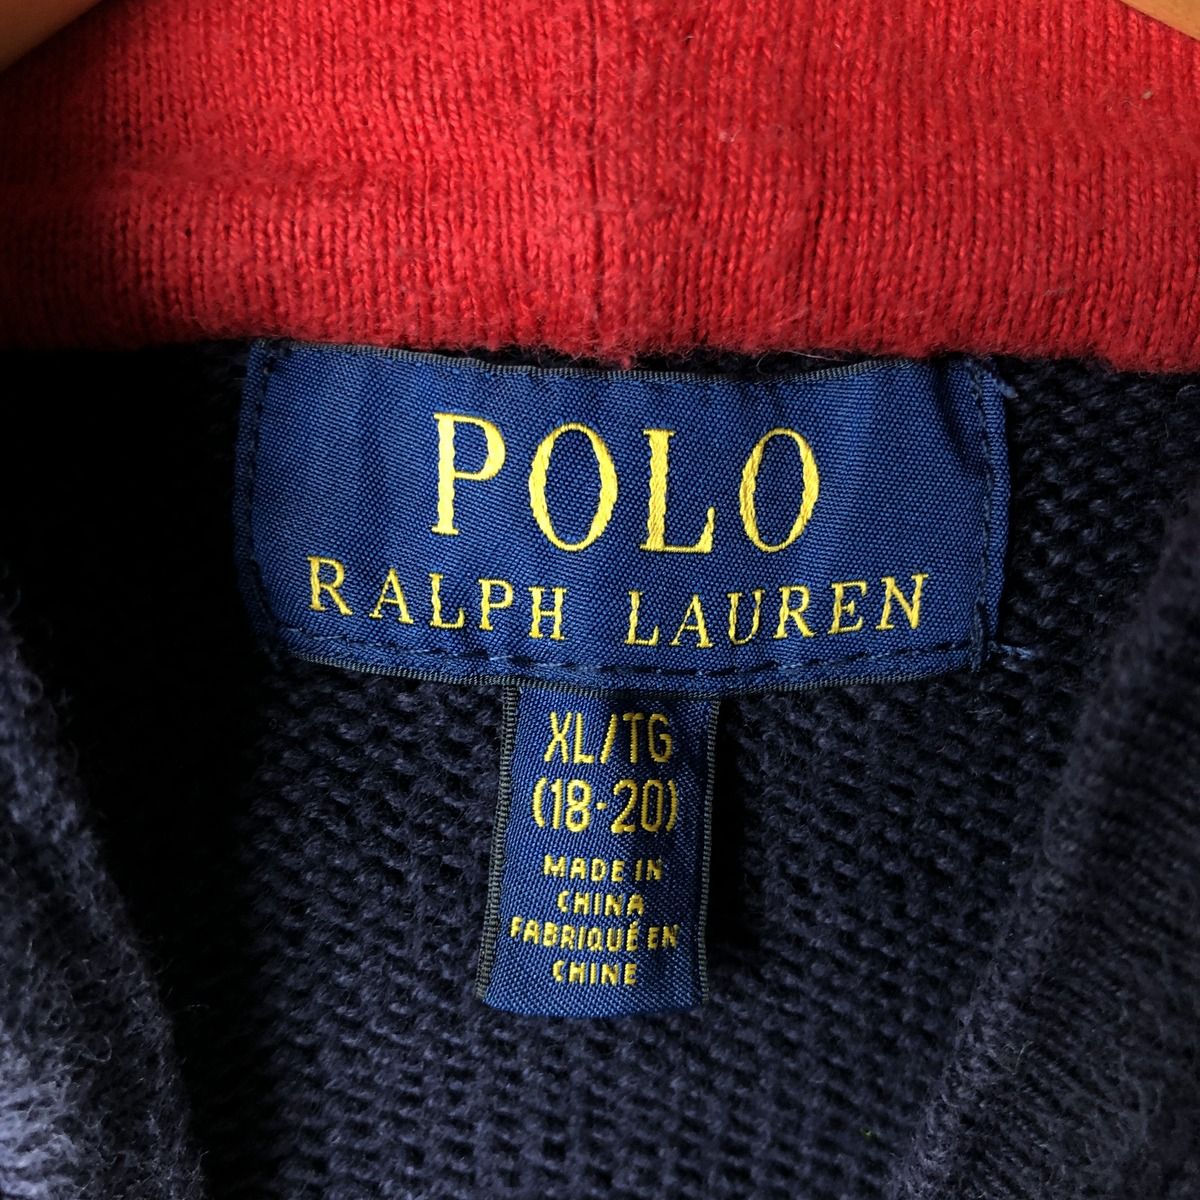 POLO
RALPH LAUREN
XL/TG
(18-20)
MADE IN
CHINA
FABRIQUÉ EN
CHINE